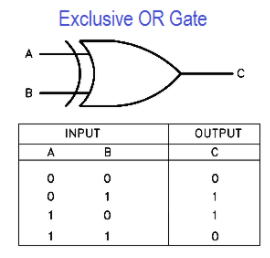 Exclusive OR Gate
A
C
B
INPUT OUTPUT
A B C
0 0 0
0 1 1
1 0 1
1 1 0